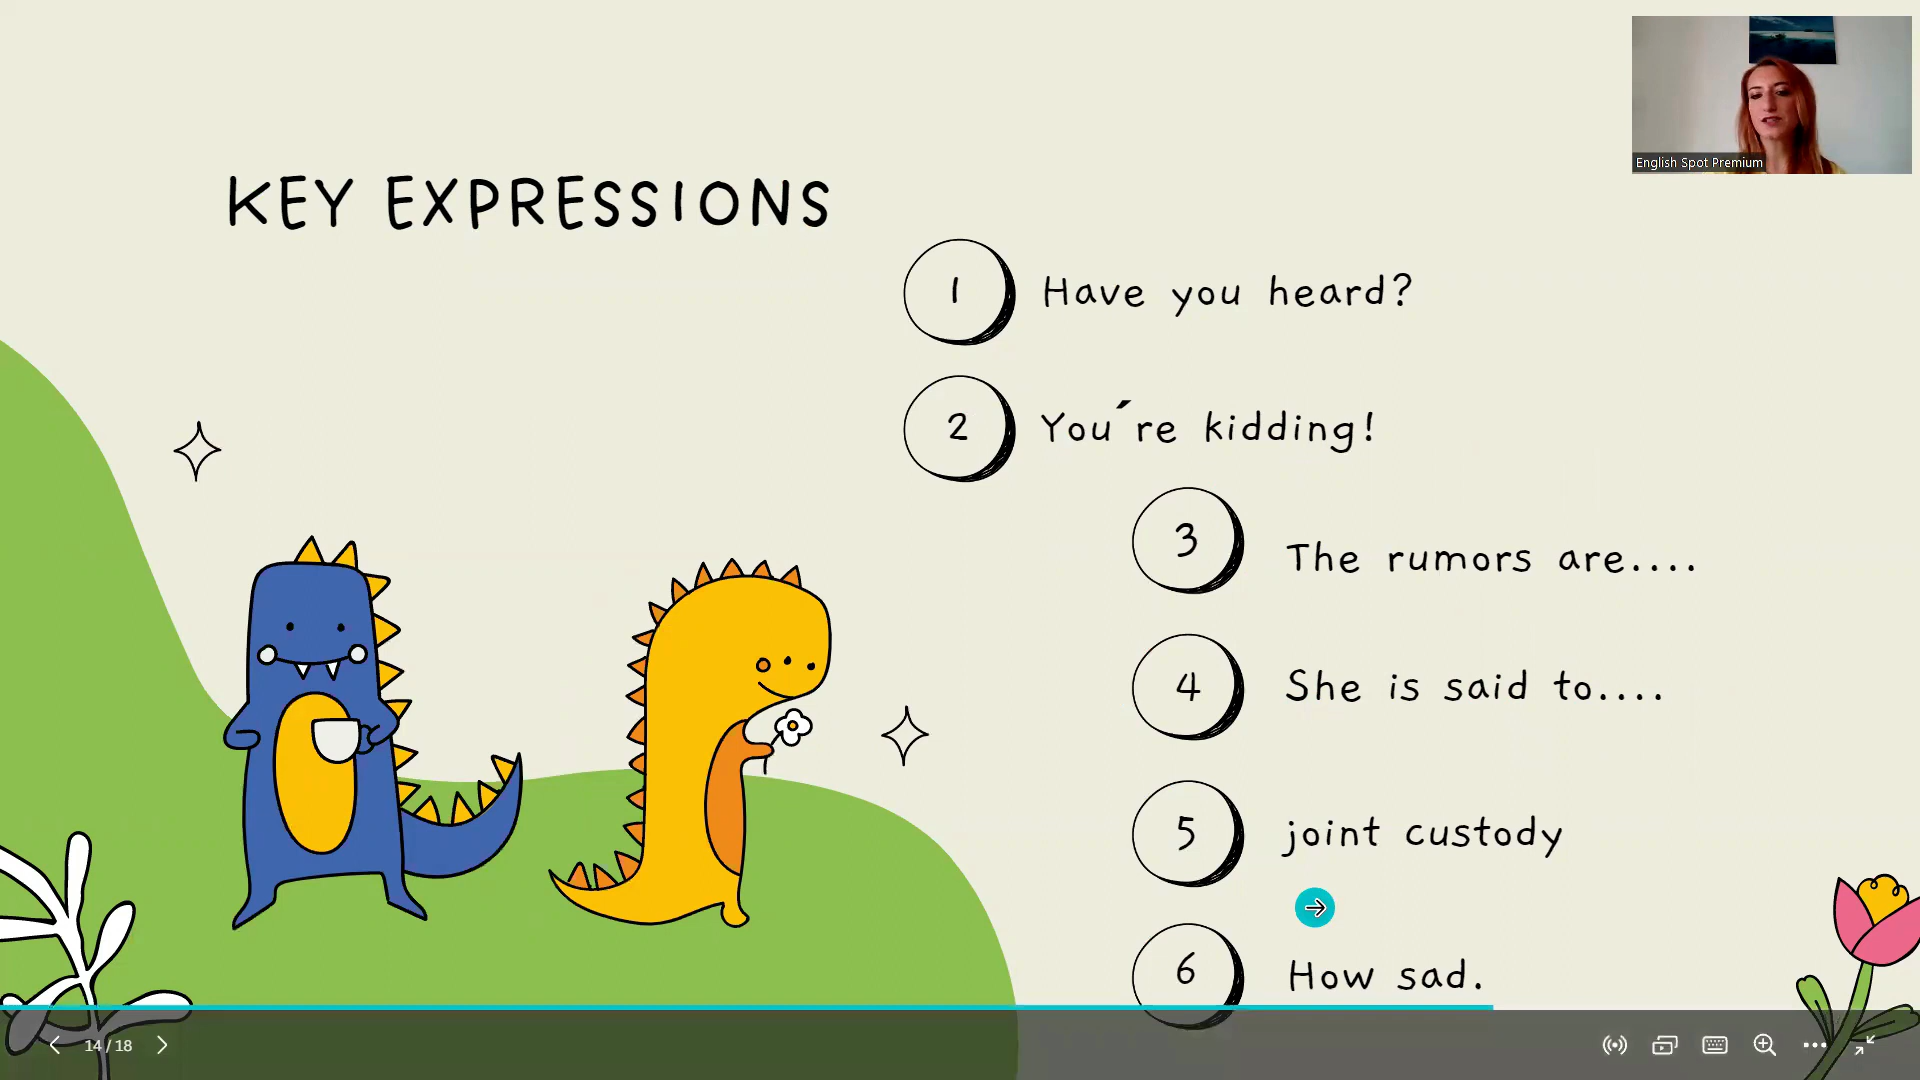 English Spot Premium
KEY EXPRESSIONS
1 Have you heard?
2 You´re kidding!
3 The rumors are....
4 She is said to....
5 joint custody
6 How sad.
14 / 18